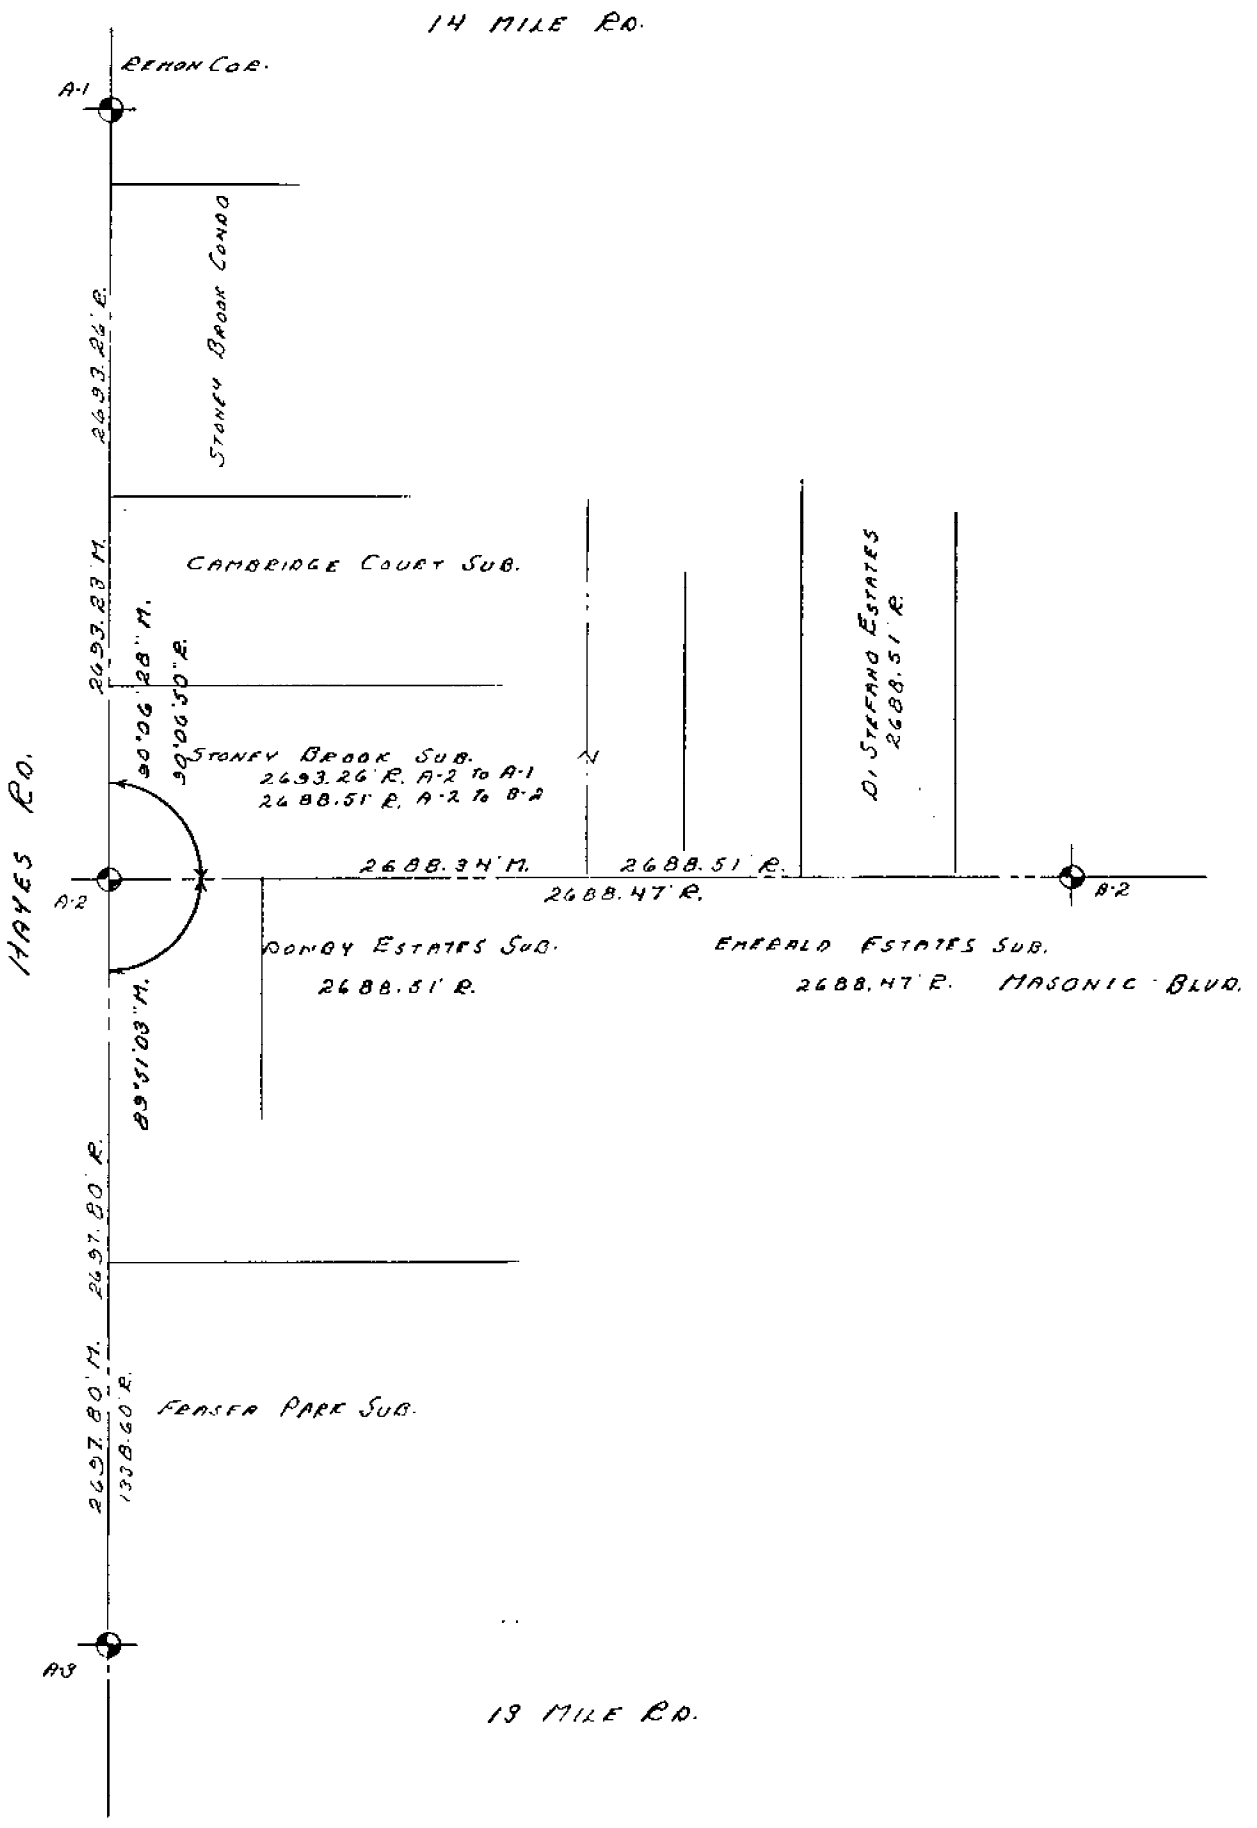 14 MILE RD.
REMON COR.
A-1
STONEY BROOK CONDO
2693.26' R.
2693.23' M.
CAMBRIDGE COURT SUB.
90°06'28" M.
90°06'50" R.
DI STEFANO ESTATES
2688.51' R.
STONEY BROOK SUB.
2693.26' R. A-2 TO A-1
2688.51' R. A-2 TO B-2
HAYES RD.
2688.34' M.
2688.51' R.
2688.47' R.
A-2
B-2
ESTATES SUB.
2688.51' R.
EMERALD ESTATES SUB.
2688.47' R.
MASONIC BLVD.
89°51'03" M.
2697.80' R.
2697.80' M.
1338.60' R.
FRASER PARK SUB.
A-3
13 MILE RD.